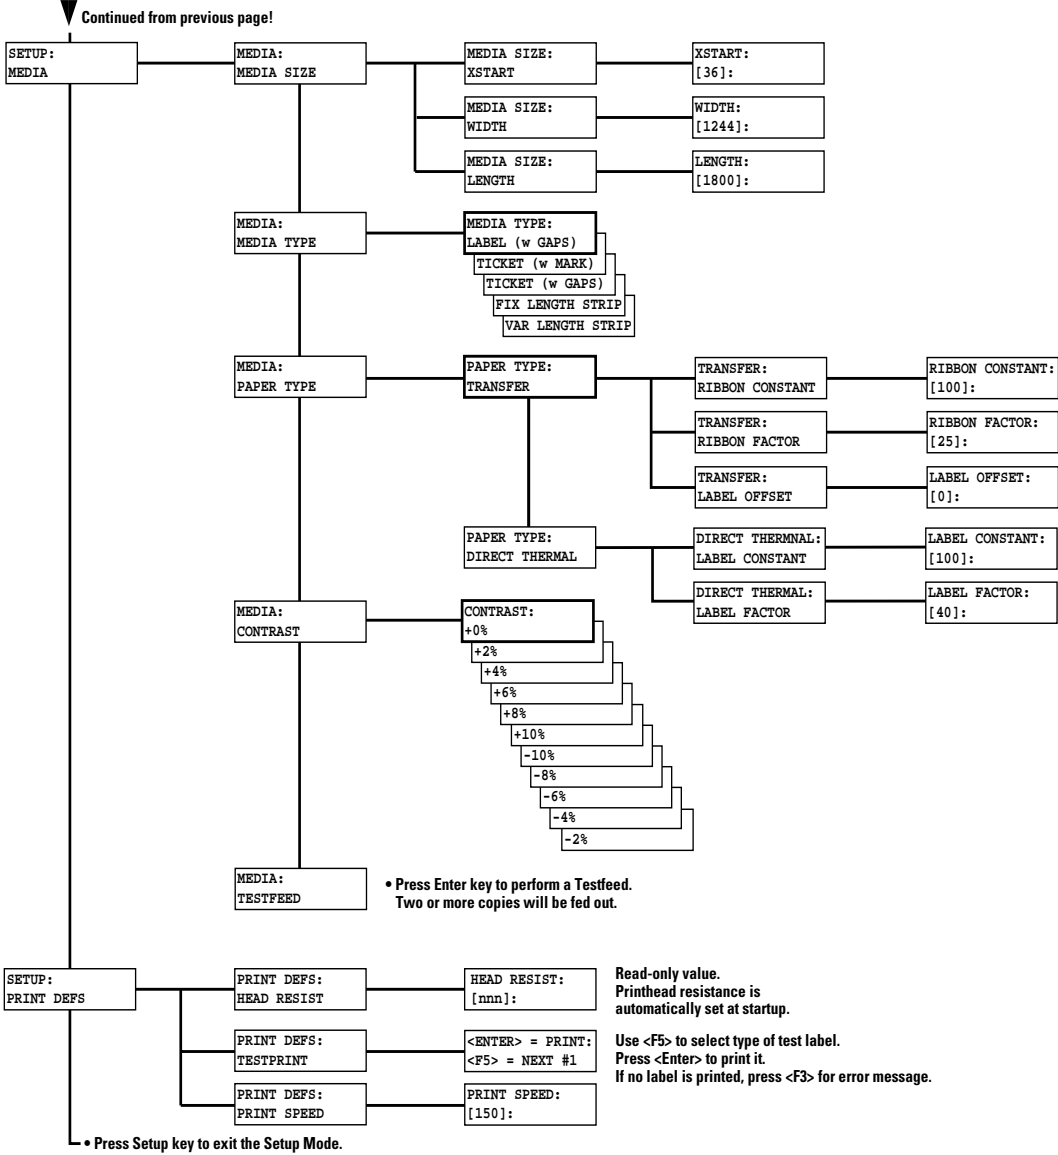 Continued from previous page!
SETUP:
MEDIA
MEDIA:
MEDIA SIZE
MEDIA SIZE:
XSTART
XSTART:
[36]:
MEDIA SIZE:
WIDTH
WIDTH:
[1244]:
MEDIA SIZE:
LENGTH
LENGTH:
[1800]:
MEDIA:
MEDIA TYPE
MEDIA TYPE:
LABEL (w GAPS)
TICKET (w MARK)
TICKET (w GAPS)
FIX LENGTH STRIP
VAR LENGTH STRIP
MEDIA:
PAPER TYPE
PAPER TYPE:
TRANSFER
TRANSFER:
RIBBON CONSTANT
RIBBON CONSTANT:
[100]:
TRANSFER:
RIBBON FACTOR
RIBBON FACTOR:
[25]:
TRANSFER:
LABEL OFFSET
LABEL OFFSET:
[0]:
PAPER TYPE:
DIRECT THERMAL
DIRECT THERMNAL:
LABEL CONSTANT
LABEL CONSTANT:
[100]:
DIRECT THERMAL:
LABEL FACTOR
LABEL FACTOR:
[40]:
MEDIA:
CONTRAST
CONTRAST:
+0%
+2%
+4%
+6%
+8%
+10%
-10%
-8%
-6%
-4%
-2%
MEDIA:
TESTFEED
• Press Enter key to perform a Testfeed.
Two or more copies will be fed out.
SETUP:
PRINT DEFS
PRINT DEFS:
HEAD RESIST
HEAD RESIST:
[nnn]:
Read-only value.
Printhead resistance is
automatically set at startup.
PRINT DEFS:
TESTPRINT
<ENTER> = PRINT:
<F5> = NEXT #1
Use <F5> to select type of test label.
Press <Enter> to print it.
If no label is printed, press <F3> for error message.
PRINT DEFS:
PRINT SPEED
PRINT SPEED:
[150]:
• Press Setup key to exit the Setup Mode.